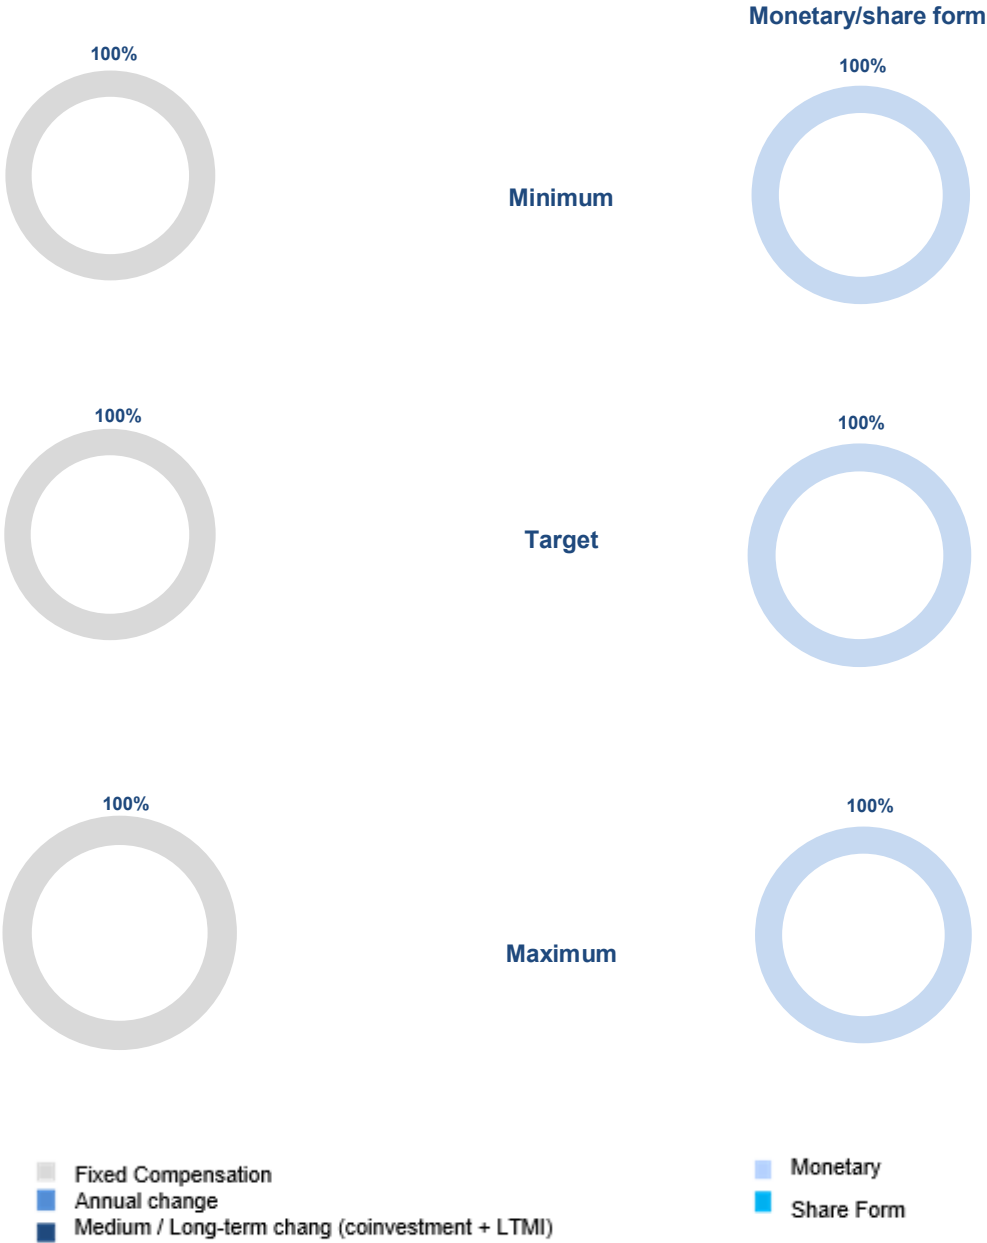 Monetary/share form
100%
100%
Minimum
100%
100%
Target
100%
100%
Maximum
Fixed Compensation
Annual change
Medium / Long-term chang (coinvestment + LTMI)
Monetary
Share Form